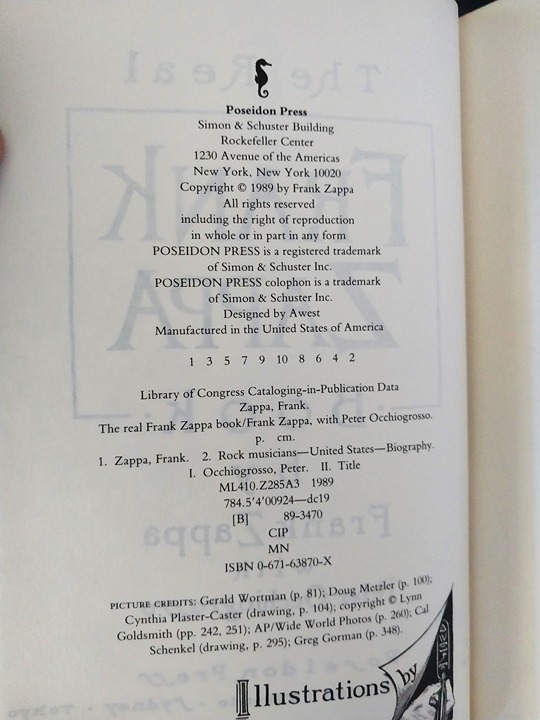 Poseidon Press
Simon & Schuster Building
Rockefeller Center
1230 Avenue of the Americas
New York, New York 10020
Copyright © 1989 by Frank Zappa
All rights reserved
including the right of reproduction
in whole or in part in any form
POSEIDON PRESS is a registered trademark
of Simon & Schuster Inc.
POSEIDON PRESS colophon is a trademark
of Simon & Schuster Inc.
Designed by Awest
Manufactured in the United States of America
1 3 5 7 9 10 8 6 4 2
Library of Congress Cataloging-in-Publication Data
Zappa, Frank.
The real Frank Zappa book/Frank Zappa, with Peter Occhiogrosso.
p. cm.
1. Zappa, Frank. 2. Rock musicians—United States—Biography.
I. Occhiogrosso, Peter. II. Title
ML410.Z285A3 1989
784.5'4'00924—dc19
[B] 89-3470
CIP
MN
ISBN 0-671-63870-X
PICTURE CREDITS: Gerald Wortman (p. 81); Doug Metzler (p. 100);
Cynthia Plaster-Caster (drawing, p. 104); copyright © Lynn
Goldsmith (pp. 242, 251); AP/Wide World Photos (p. 260); Cal
Schenkel (drawing, p. 295); Greg Gorman (p. 348).
Illustrations by